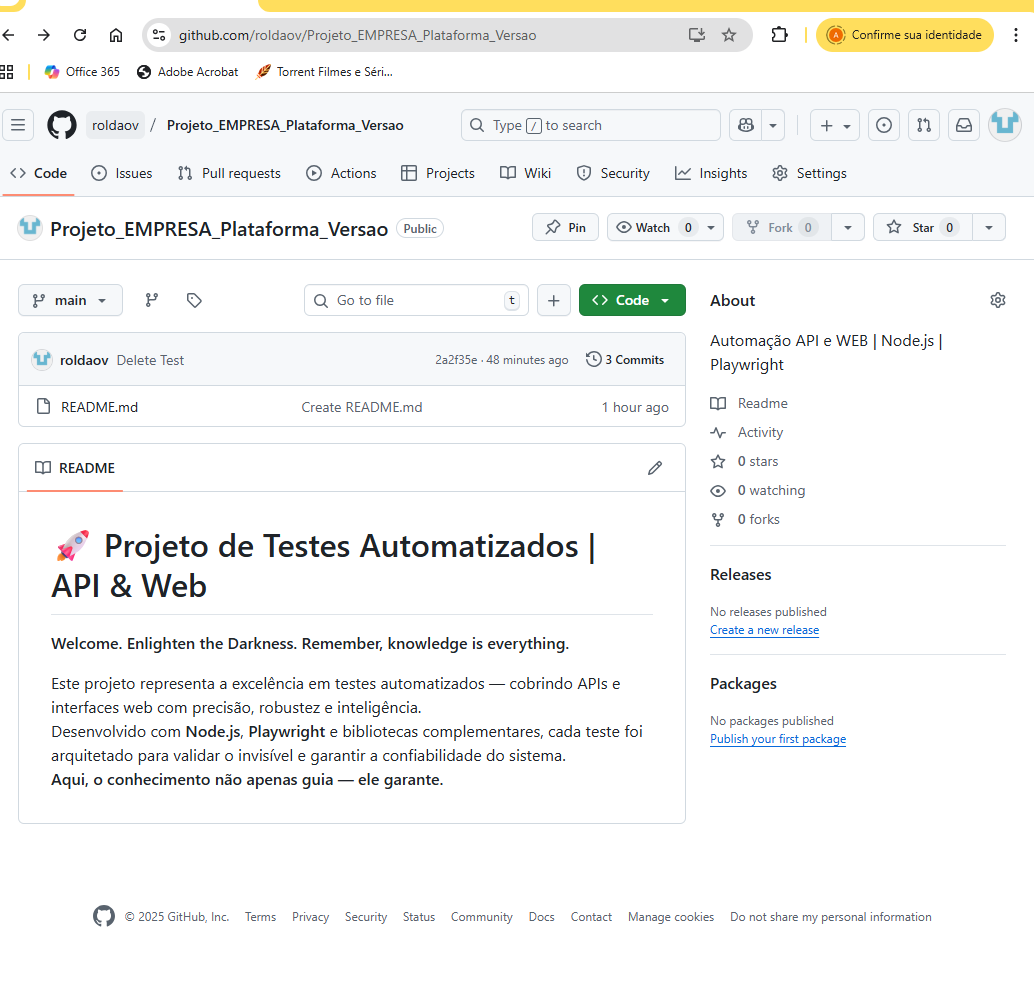 github.com/roldaov/Projeto_EMPRESA_Plataforma_Versao
Confirme sua identidade
Office 365
Adobe Acrobat
Torrent Filmes e Séri...
roldaov / Projeto_EMPRESA_Plataforma_Versao
Type / to search
Code
Issues
Pull requests
Actions
Projects
Wiki
Security
Insights
Settings
Projeto_EMPRESA_Plataforma_Versao Public
Pin
Watch 0
Fork 0
Star 0
main
Go to file t
Code
roldaov Delete Test 2a2f35e · 48 minutes ago 3 Commits
README.md Create README.md 1 hour ago
README
🚀 Projeto de Testes Automatizados |
API & Web
Welcome. Enlighten the Darkness. Remember, knowledge is everything.
Este projeto representa a excelência em testes automatizados — cobrindo APIs e
interfaces web com precisão, robustez e inteligência.
Desenvolvido com Node.js, Playwright e bibliotecas complementares, cada teste foi
arquitetado para validar o invisível e garantir a confiabilidade do sistema.
Aqui, o conhecimento não apenas guia — ele garante.
About
Automação API e WEB | Node.js |
Playwright
Readme
Activity
0 stars
0 watching
0 forks
Releases
No releases published
Create a new release
Packages
No packages published
Publish your first package
© 2025 GitHub, Inc. Terms Privacy Security Status Community Docs Contact Manage cookies Do not share my personal information